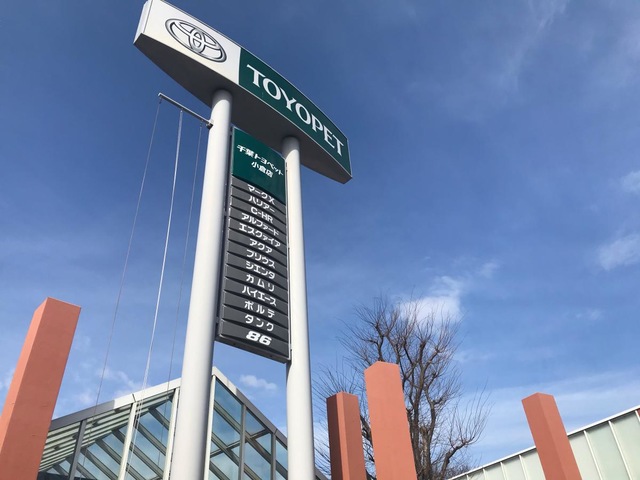 TOYOPET
千葉トヨペット
小倉店
マークX
ハリアー
C-HR
アルファード
エスクァイア
アクア
プリウス
シエンタ
カムリ
ハイエース
ポルテ
タンク
86